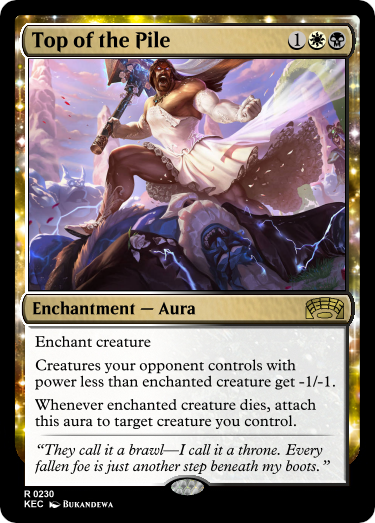 Top of the Pile 1
Enchantment — Aura
Enchant creature
Creatures your opponent controls with
power less than enchanted creature get -1/-1.
Whenever enchanted creature dies, attach
this aura to target creature you control.
“They call it a brawl—I call it a throne. Every
fallen foe is just another step beneath my boots.”
R 0230
KEC Bukandewa